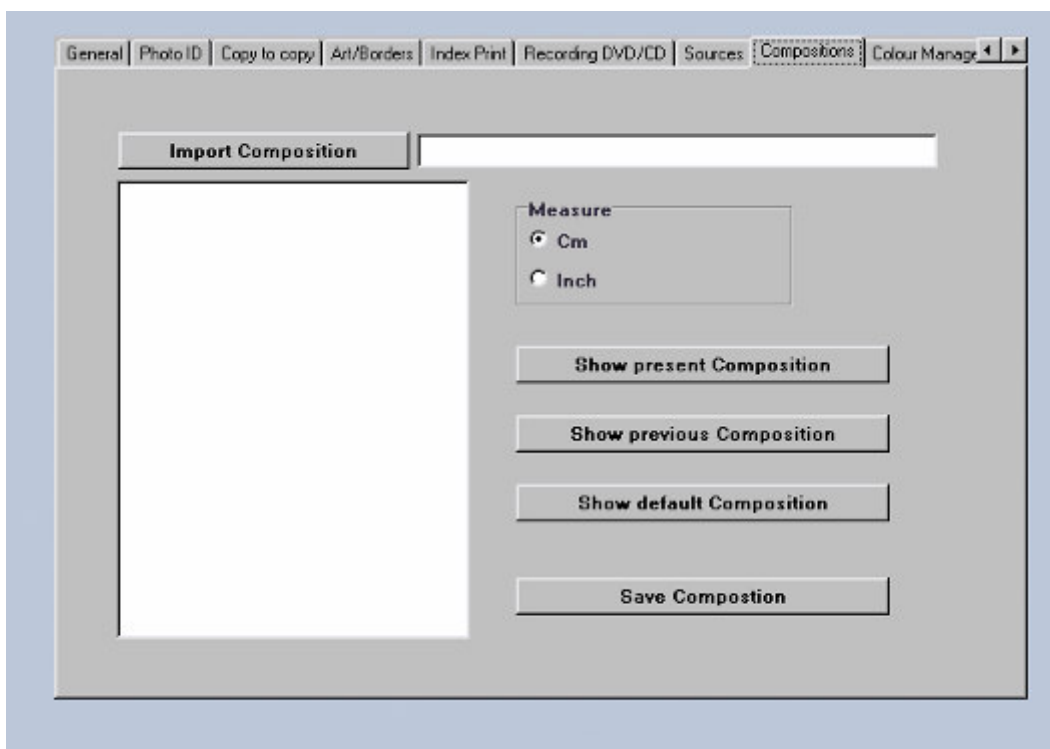 General Photo ID Copy to copy Art/Borders Index Print Recording DVD/CD Sources Compositions Colour Manage
Import Composition
Measure
Cm
Inch
Show present Composition
Show previous Composition
Show default Composition
Save Compostion